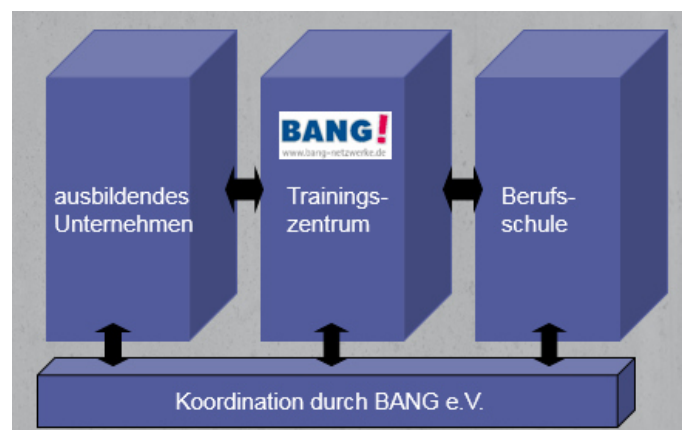 ausbildendes
Unternehmen
BANG!
www.bang-netzwerke.de
Trainings-
zentrum
Berufs-
schule
Koordination durch BANG e.V.